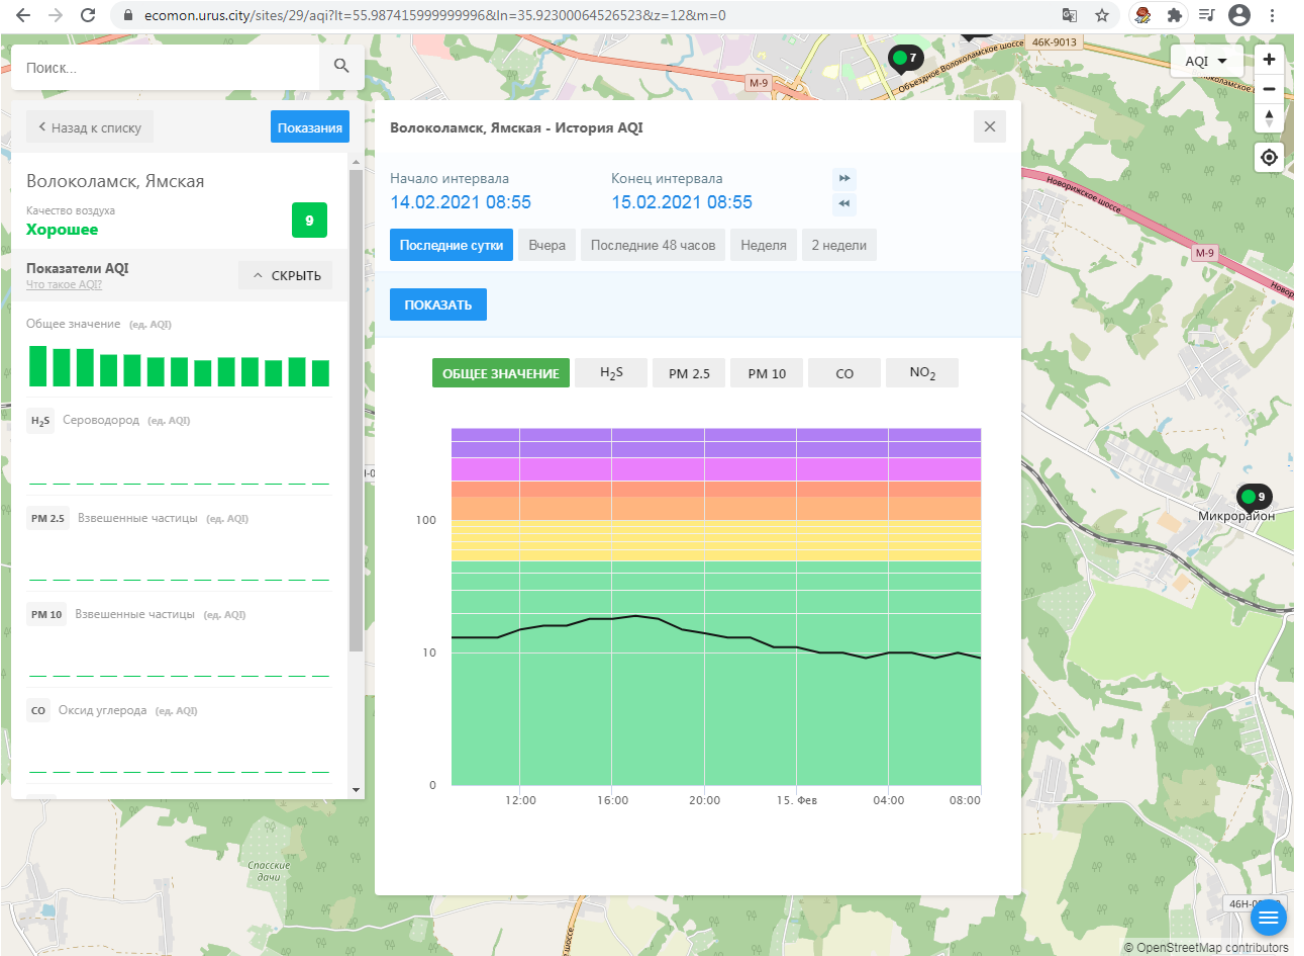 ecomon.urus.city/sites/29/aqi?lt=55.987415999999996&ln=35.92300064526523&z=12&m=0
Поиск...
7
Объездное Волоколамское шоссе
46К-9013
М-9
AQI
Назад к списку
Показания
Волоколамск, Ямская
Качество воздуха
Хорошее
9
Показатели AQI
Что такое AQI?
СКРЫТЬ
Общее значение (ед. AQI)
H2S Сероводород (ед. AQI)
PM 2.5 Взвешенные частицы (ед. AQI)
PM 10 Взвешенные частицы (ед. AQI)
CO Оксид углерода (ед. AQI)
Волоколамск, Ямская - История AQI
Начало интервала
14.02.2021 08:55
Конец интервала
15.02.2021 08:55
Последние сутки
Вчера
Последние 48 часов
Неделя
2 недели
ПОКАЗАТЬ
ОБЩЕЕ ЗНАЧЕНИЕ
H2S
PM 2.5
PM 10
CO
NO2
100
10
0
12:00
16:00
20:00
15. Фев
04:00
08:00
Новорижское шоссе
М-9
9
Микрорайон
Спасские
дачи
шоссе
© OpenStreetMap contributors